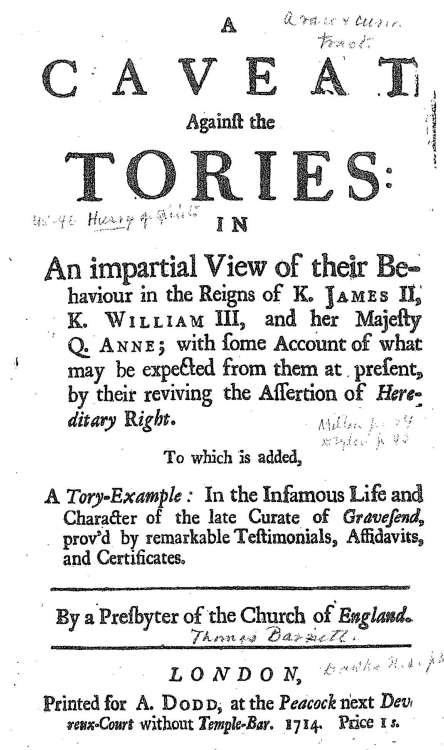 A
A rare & curi.
tract.
CAVEAT
Againſt the
TORIES:
IN
An impartial View of their Be-
haviour in the Reigns of K. JAMES II,
K. WILLIAM III, and her Majeſty
Q. ANNE; with ſome Account of what
may be expected from them at preſent,
by their reviving the Aſſertion of Here-
ditary Right.
To which is added,
A Tory-Example: In the Infamous Life and
Character of the late Curate of Graveſend,
prov'd by remarkable Teſtimonials, Affidavits,
and Certificates.
By a Preſbyter of the Church of England.
Thomas
LONDON,
Printed for A. DODD, at the Peacock next Dev
reux-Court without Temple-Bar. 1714. Price 1s.